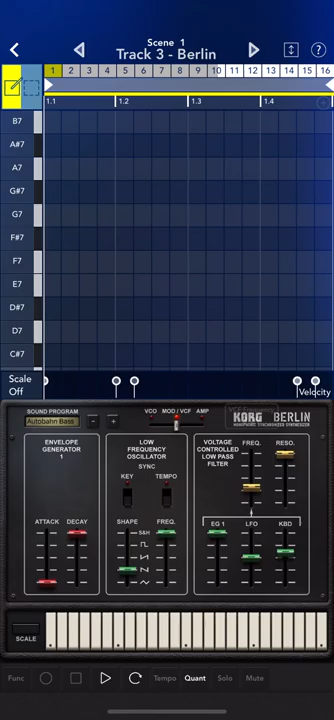 Scene 1
Track 3 - Berlin
?
1 2 3 4 5 6 7 8 9 10 11 12 13 14 15 16
1.1 1.2 1.3 1.4
B7
A#7
A7
G#7
G7
F#7
F7
E7
D#7
D7
C#7
Scale
Off
Velocity
SOUND PROGRAM
Autobahn Bass
- +
VCO MOD / VCF AMP
KORG BERLIN
MONOPHONIC SYNCHRONIZED SYNTHESIZER
ENVELOPE
GENERATOR
1
ATTACK DECAY
LOW
FREQUENCY
OSCILLATOR
SYNC
KEY TEMPO
SHAPE FREQ.
S&H
VOLTAGE
CONTROLLED
LOW PASS
FILTER
FREQ. RESO.
EG 1 LFO KBD
SCALE
Func
Tempo
Quant
Solo
Mute